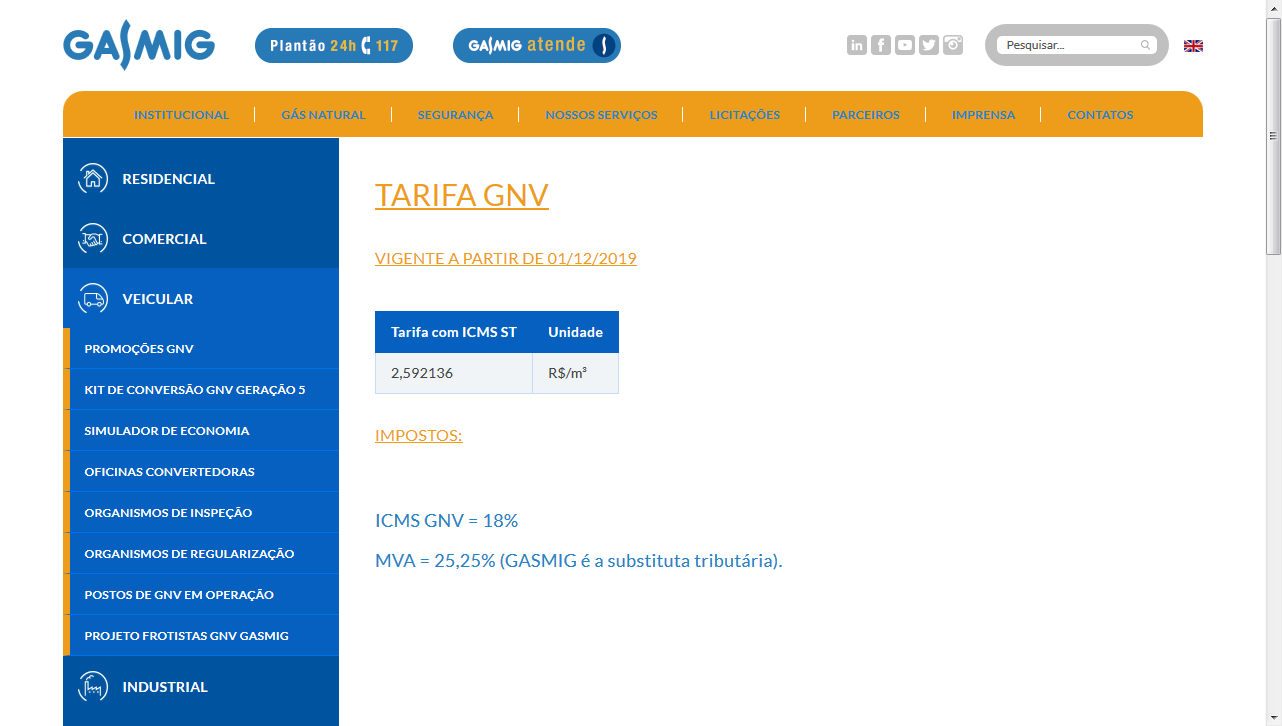 GASMIG
Plantão 24h 117
GASMIG atende
Pesquisar...
INSTITUCIONAL
GÁS NATURAL
SEGURANÇA
NOSSOS SERVIÇOS
LICITAÇÕES
PARCEIROS
IMPRENSA
CONTATOS
RESIDENCIAL
COMERCIAL
VEICULAR
PROMOÇÕES GNV
KIT DE CONVERSÃO GNV GERAÇÃO 5
SIMULADOR DE ECONOMIA
OFICINAS CONVERTEDORAS
ORGANISMOS DE INSPEÇÃO
ORGANISMOS DE REGULARIZAÇÃO
POSTOS DE GNV EM OPERAÇÃO
PROJETO FROTISTAS GNV GASMIG
INDUSTRIAL
TARIFA GNV
VIGENTE A PARTIR DE 01/12/2019
Tarifa com ICMS ST Unidade
2,592136 R$/m³
IMPOSTOS:
ICMS GNV = 18%
MVA = 25,25% (GASMIG é a substituta tributária).